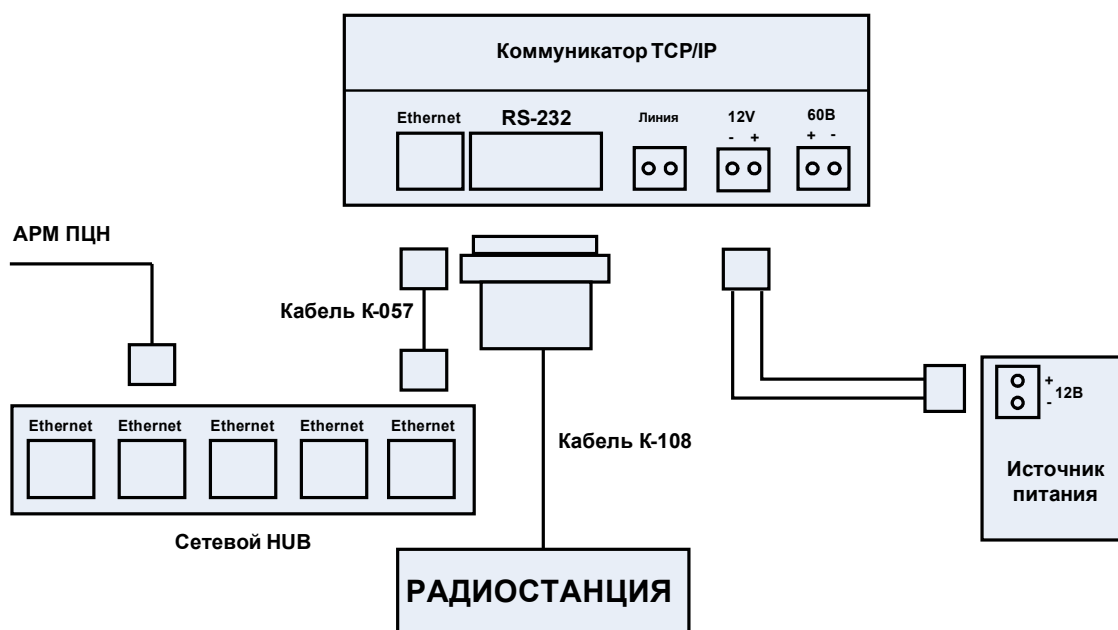 Коммуникатор TCP/IP
Ethernet
RS-232
Линия
12V
60В
- +
+ -
АРМ ПЦН
Кабель К-057
Ethernet
Ethernet
Ethernet
Ethernet
Ethernet
Кабель К-108
+
12В
-
Источник
питания
Сетевой HUB
РАДИОСТАНЦИЯ